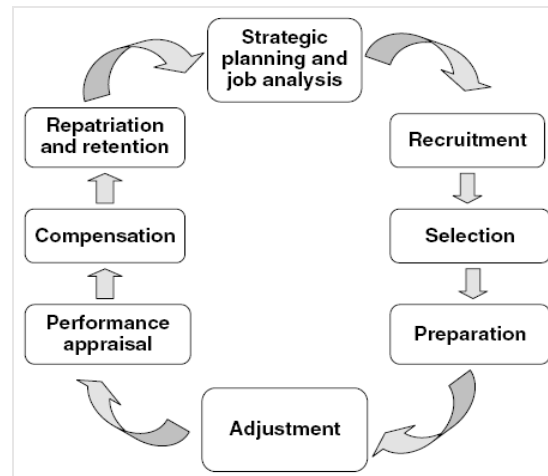 Strategic
planning and
job analysis
Recruitment
Selection
Preparation
Adjustment
Performance
appraisal
Compensation
Repatriation
and retention